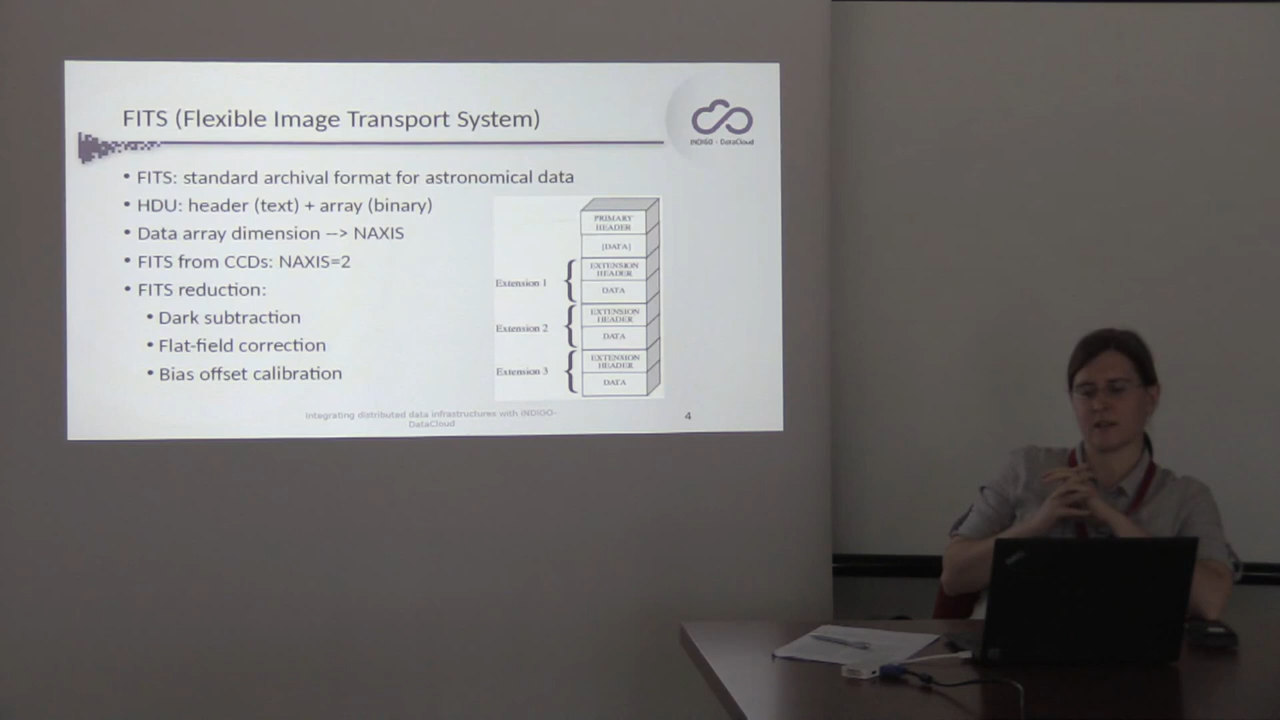 FITS (Flexible Image Transport System)
INDIGO - DataCloud
• FITS: standard archival format for astronomical data
• HDU: header (text) + array (binary)
• Data array dimension --> NAXIS
• FITS from CCDs: NAXIS=2
• FITS reduction:
• Dark subtraction
• Flat-field correction
• Bias offset calibration
PRIMARY
HEADER
[DATA]
Extension 1
EXTENSION
HEADER
DATA
Extension 2
EXTENSION
HEADER
DATA
Extension 3
EXTENSION
HEADER
DATA
Integrating distributed data infrastructures with INDIGO-
DataCloud
4